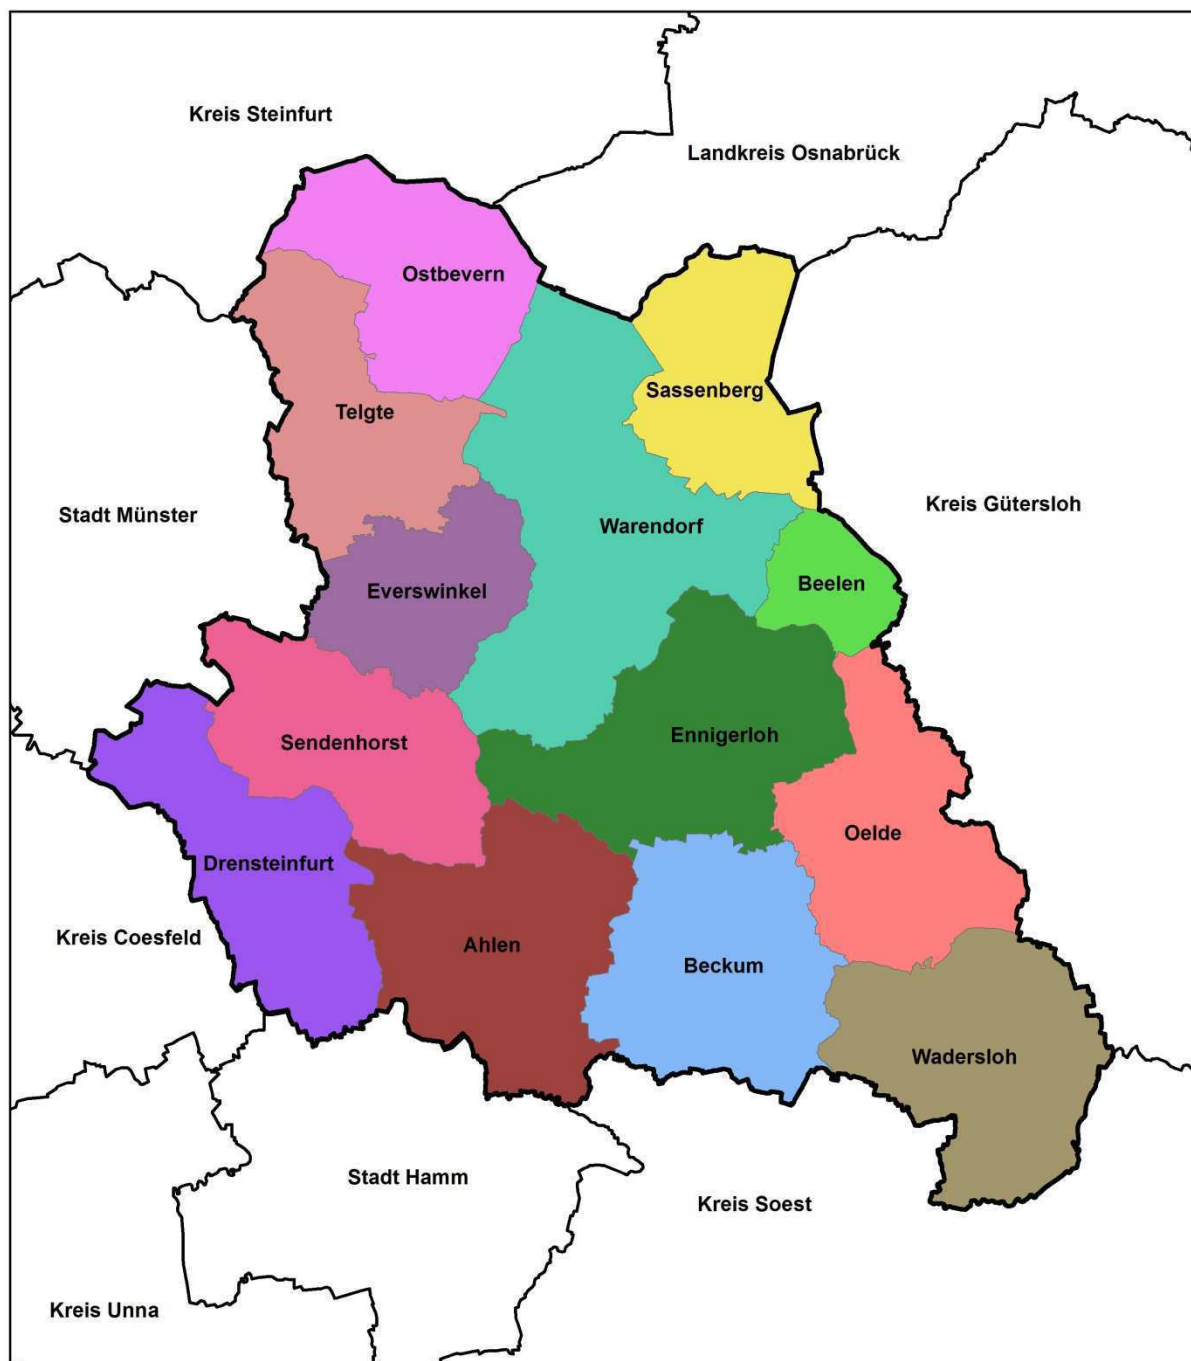 Kreis Steinfurt
Landkreis Osnabrück
Ostbevern
Sassenberg
Telgte
Kreis Gütersloh
Stadt Münster
Warendorf
Beelen
Everswinkel
Ennigerloh
Sendenhorst
Oelde
Drensteinfurt
Kreis Coesfeld
Ahlen
Beckum
Wadersloh
Stadt Hamm
Kreis Soest
Kreis Unna